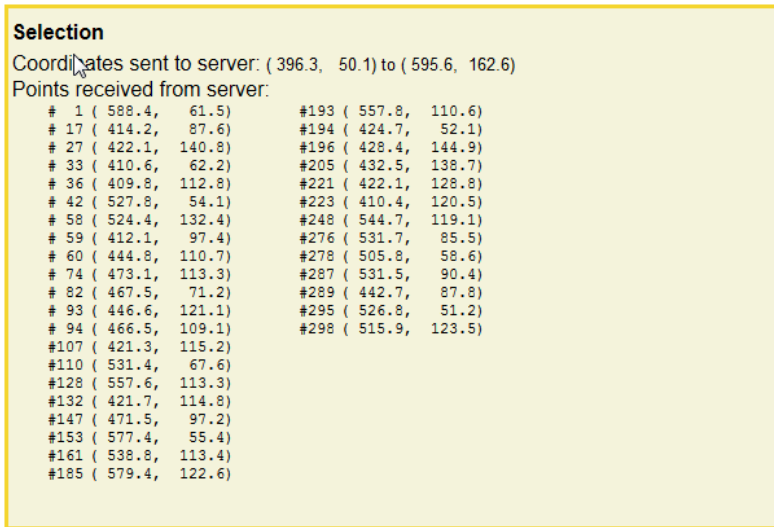 Selection
Coordinates sent to server: ( 396.3,   50.1) to ( 595.6,  162.6)
Points received from server:
#  1 ( 588.4,   61.5)
# 17 ( 414.2,   87.6)
# 27 ( 422.1,  140.8)
# 33 ( 410.6,   62.2)
# 36 ( 409.8,  112.8)
# 42 ( 527.8,   54.1)
# 58 ( 524.4,  132.4)
# 59 ( 412.1,   97.4)
# 60 ( 444.8,  110.7)
# 74 ( 473.1,  113.3)
# 82 ( 467.5,   71.2)
# 93 ( 446.6,  121.1)
# 94 ( 466.5,  109.1)
#107 ( 421.3,  115.2)
#110 ( 531.4,   67.6)
#128 ( 557.6,  113.3)
#132 ( 421.7,  114.8)
#147 ( 471.5,   97.2)
#153 ( 577.4,   55.4)
#161 ( 538.8,  113.4)
#185 ( 579.4,  122.6)
#193 ( 557.8,  110.6)
#194 ( 424.7,   52.1)
#196 ( 428.4,  144.9)
#205 ( 432.5,  138.7)
#221 ( 422.1,  128.8)
#223 ( 410.4,  120.5)
#248 ( 544.7,  119.1)
#276 ( 531.7,   85.5)
#278 ( 505.8,   58.6)
#287 ( 531.5,   90.4)
#289 ( 442.7,   87.8)
#295 ( 526.8,   51.2)
#298 ( 515.9,  123.5)